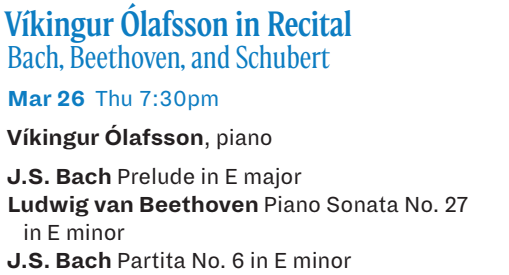 Víkingur Ólafsson in Recital
Bach, Beethoven, and Schubert
Mar 26 Thu 7:30pm
Víkingur Ólafsson, piano
J.S. Bach Prelude in E major
Ludwig van Beethoven Piano Sonata No. 27
in E minor
J.S. Bach Partita No. 6 in E minor